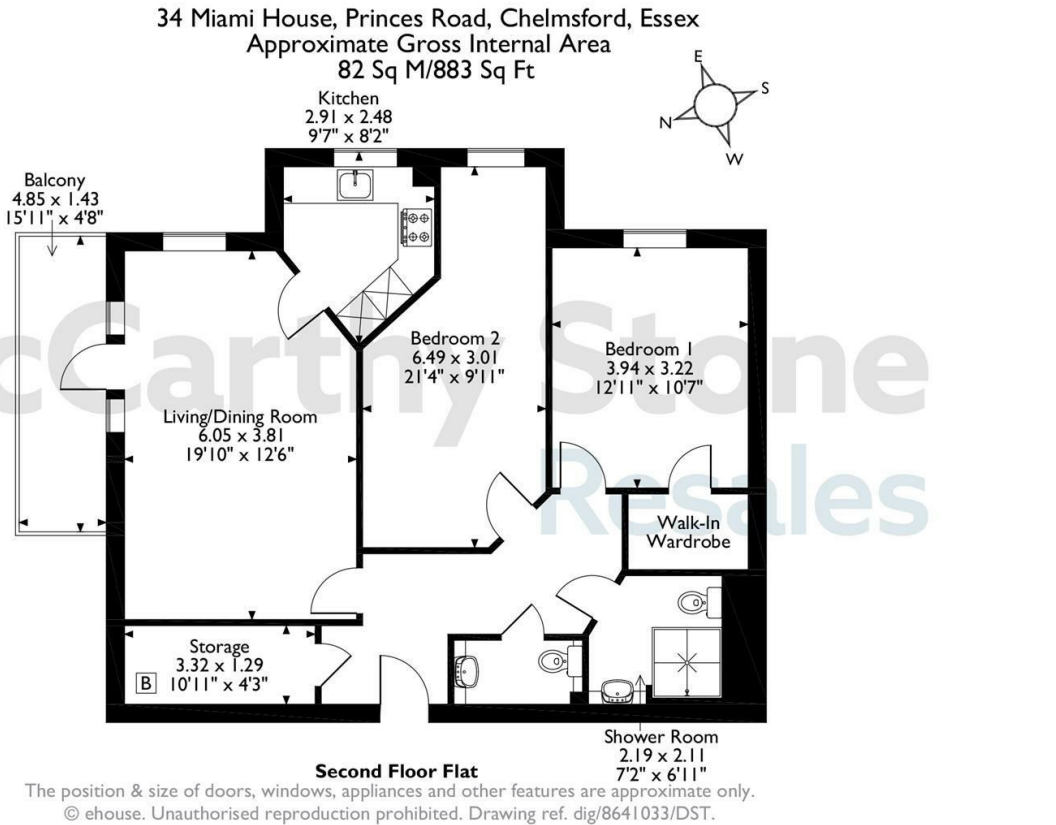 34 Miami House, Princes Road, Chelmsford, Essex
Approximate Gross Internal Area
82 Sq M/883 Sq Ft
E
S
N
W
Kitchen
2.91 x 2.48
9'7" x 8'2"
Balcony
4.85 x 1.43
15'11" x 4'8"
Bedroom 2
6.49 x 3.01
21'4" x 9'11"
Bedroom 1
3.94 x 3.22
12'11" x 10'7"
Living/Dining Room
6.05 x 3.81
19'10" x 12'6"
Walk-In
Wardrobe
Storage
3.32 x 1.29
10'11" x 4'3"
B
Shower Room
2.19 x 2.11
7'2" x 6'11"
cCarthy Stone
Resales
Second Floor Flat
The position & size of doors, windows, appliances and other features are approximate only.
© ehouse. Unauthorised reproduction prohibited. Drawing ref. dig/8641033/DST.